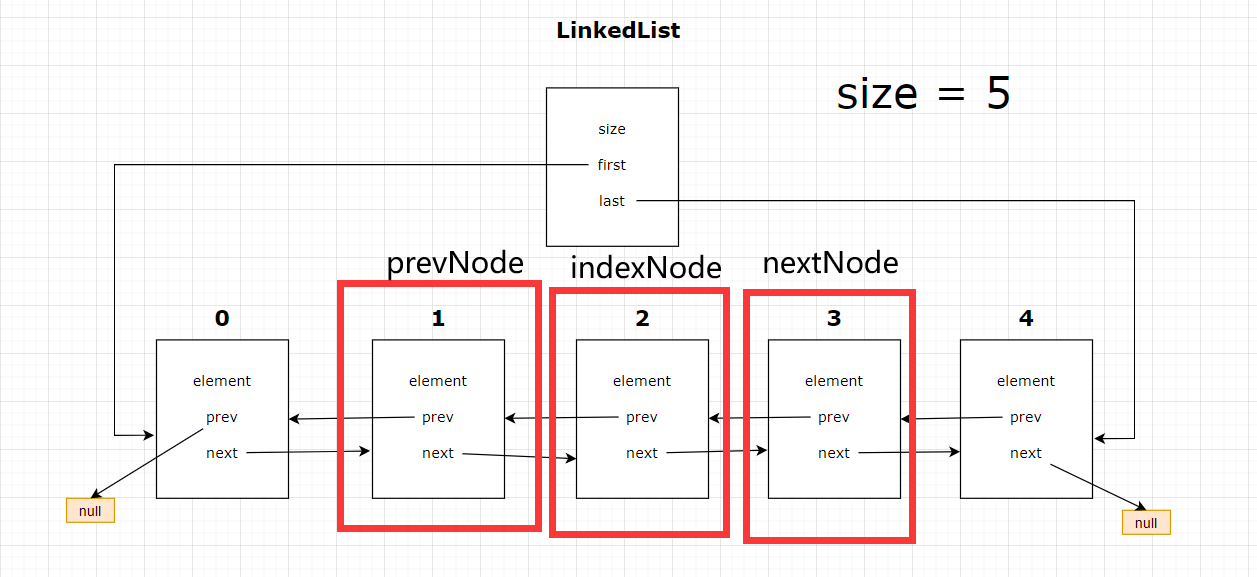 LinkedList
size = 5
size
first
last
prevNode indexNode nextNode
0 1 2 3 4
element element element element element
prev prev prev prev prev
next next next next next
null
null